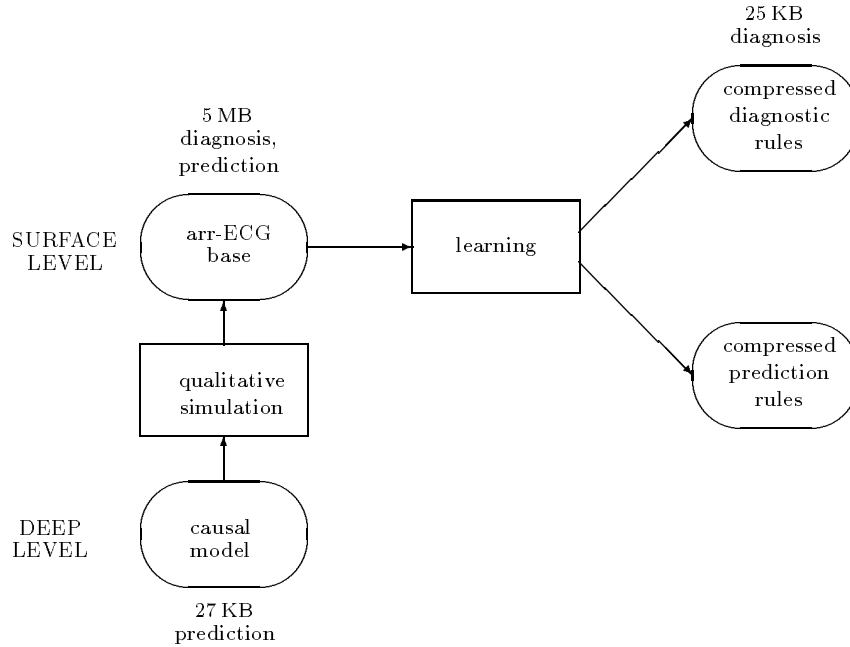 25 KB
diagnosis
compressed
diagnostic
rules
5 MB
diagnosis,
prediction
SURFACE
LEVEL
arr-ECG
base
learning
qualitative
simulation
compressed
prediction
rules
DEEP
LEVEL
causal
model
27 KB
prediction